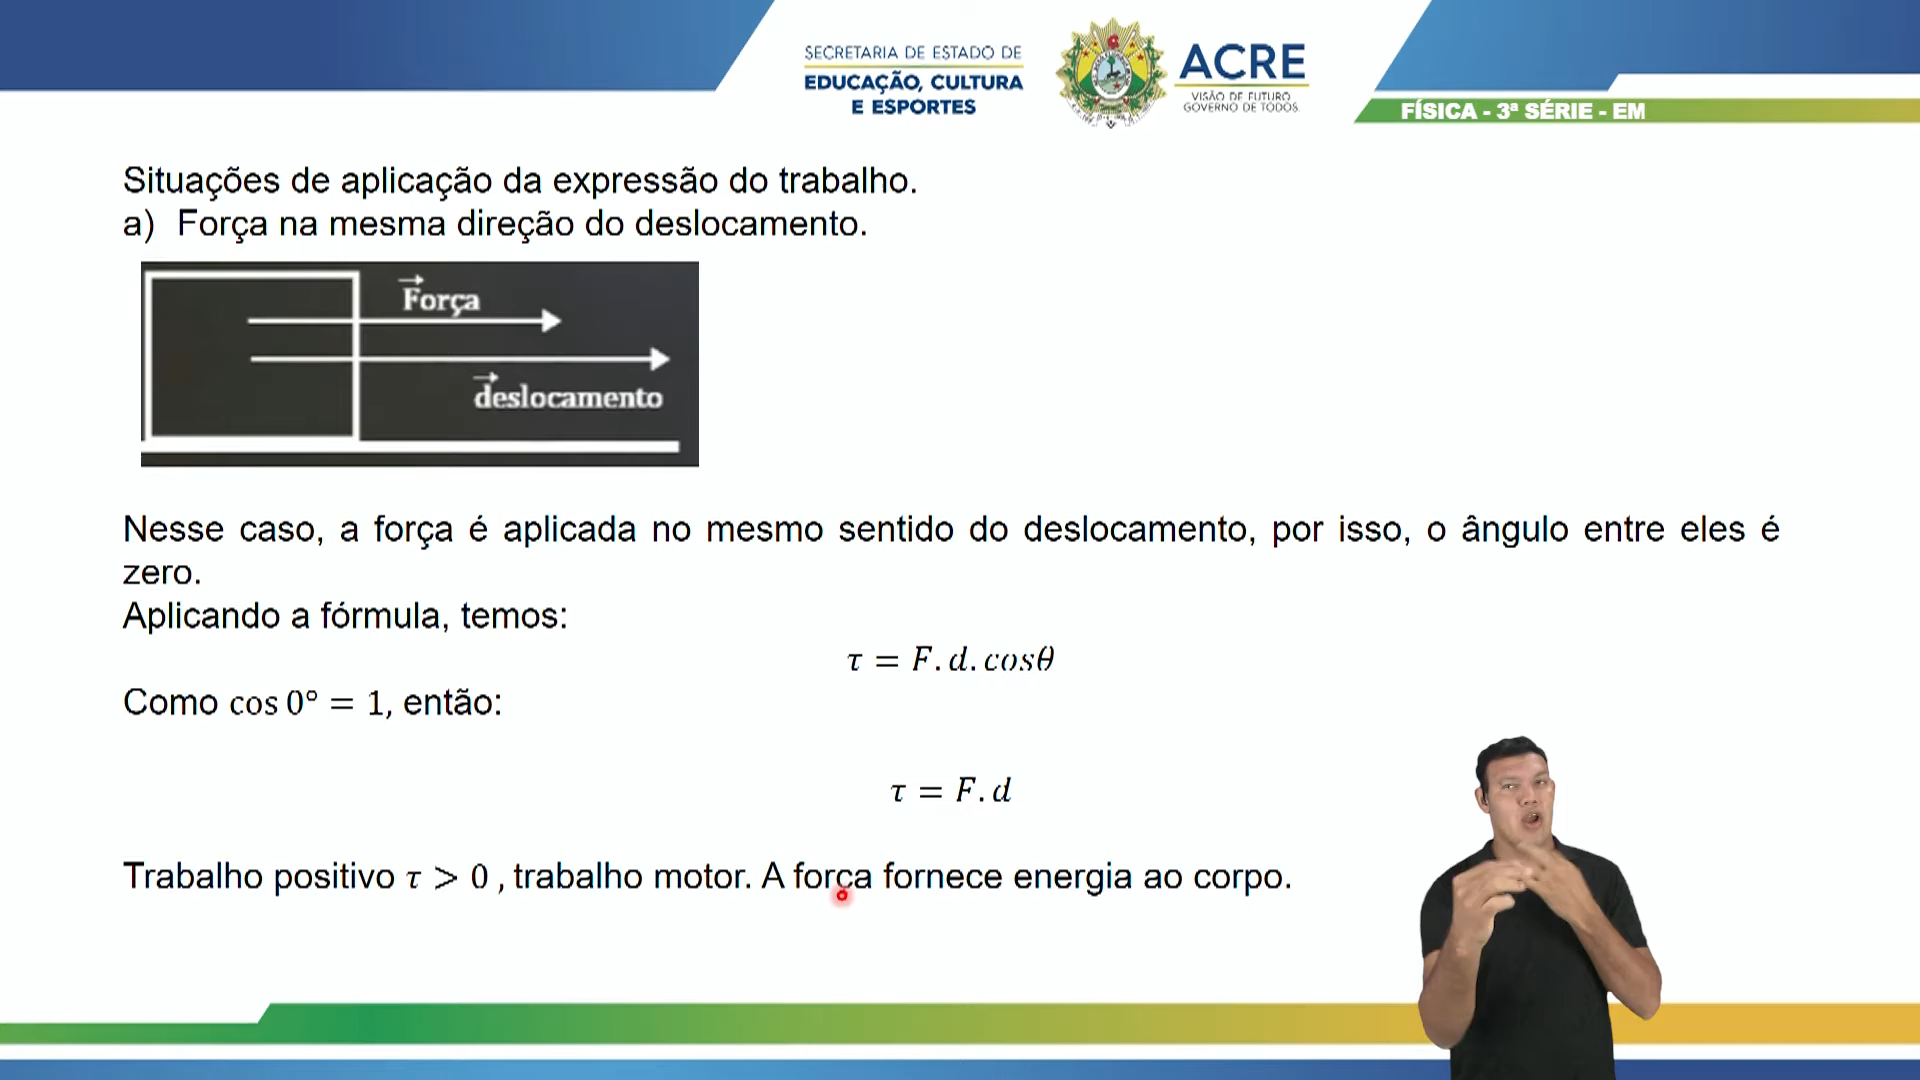 SECRETARIA DE ESTADO DE
EDUCAÇÃO, CULTURA
E ESPORTES
ACRE
VISÃO DE FUTURO
GOVERNO DE TODOS
FÍSICA - 3ª SÉRIE - EM
Situações de aplicação da expressão do trabalho.
a) Força na mesma direção do deslocamento.
Força
deslocamento
Nesse caso, a força é aplicada no mesmo sentido do deslocamento, por isso, o ângulo entre eles é
zero.
Aplicando a fórmula, temos:
τ = F.d.cosθ
Como cos 0° = 1, então:
τ = F.d
Trabalho positivo τ > 0 , trabalho motor. A força fornece energia ao corpo.